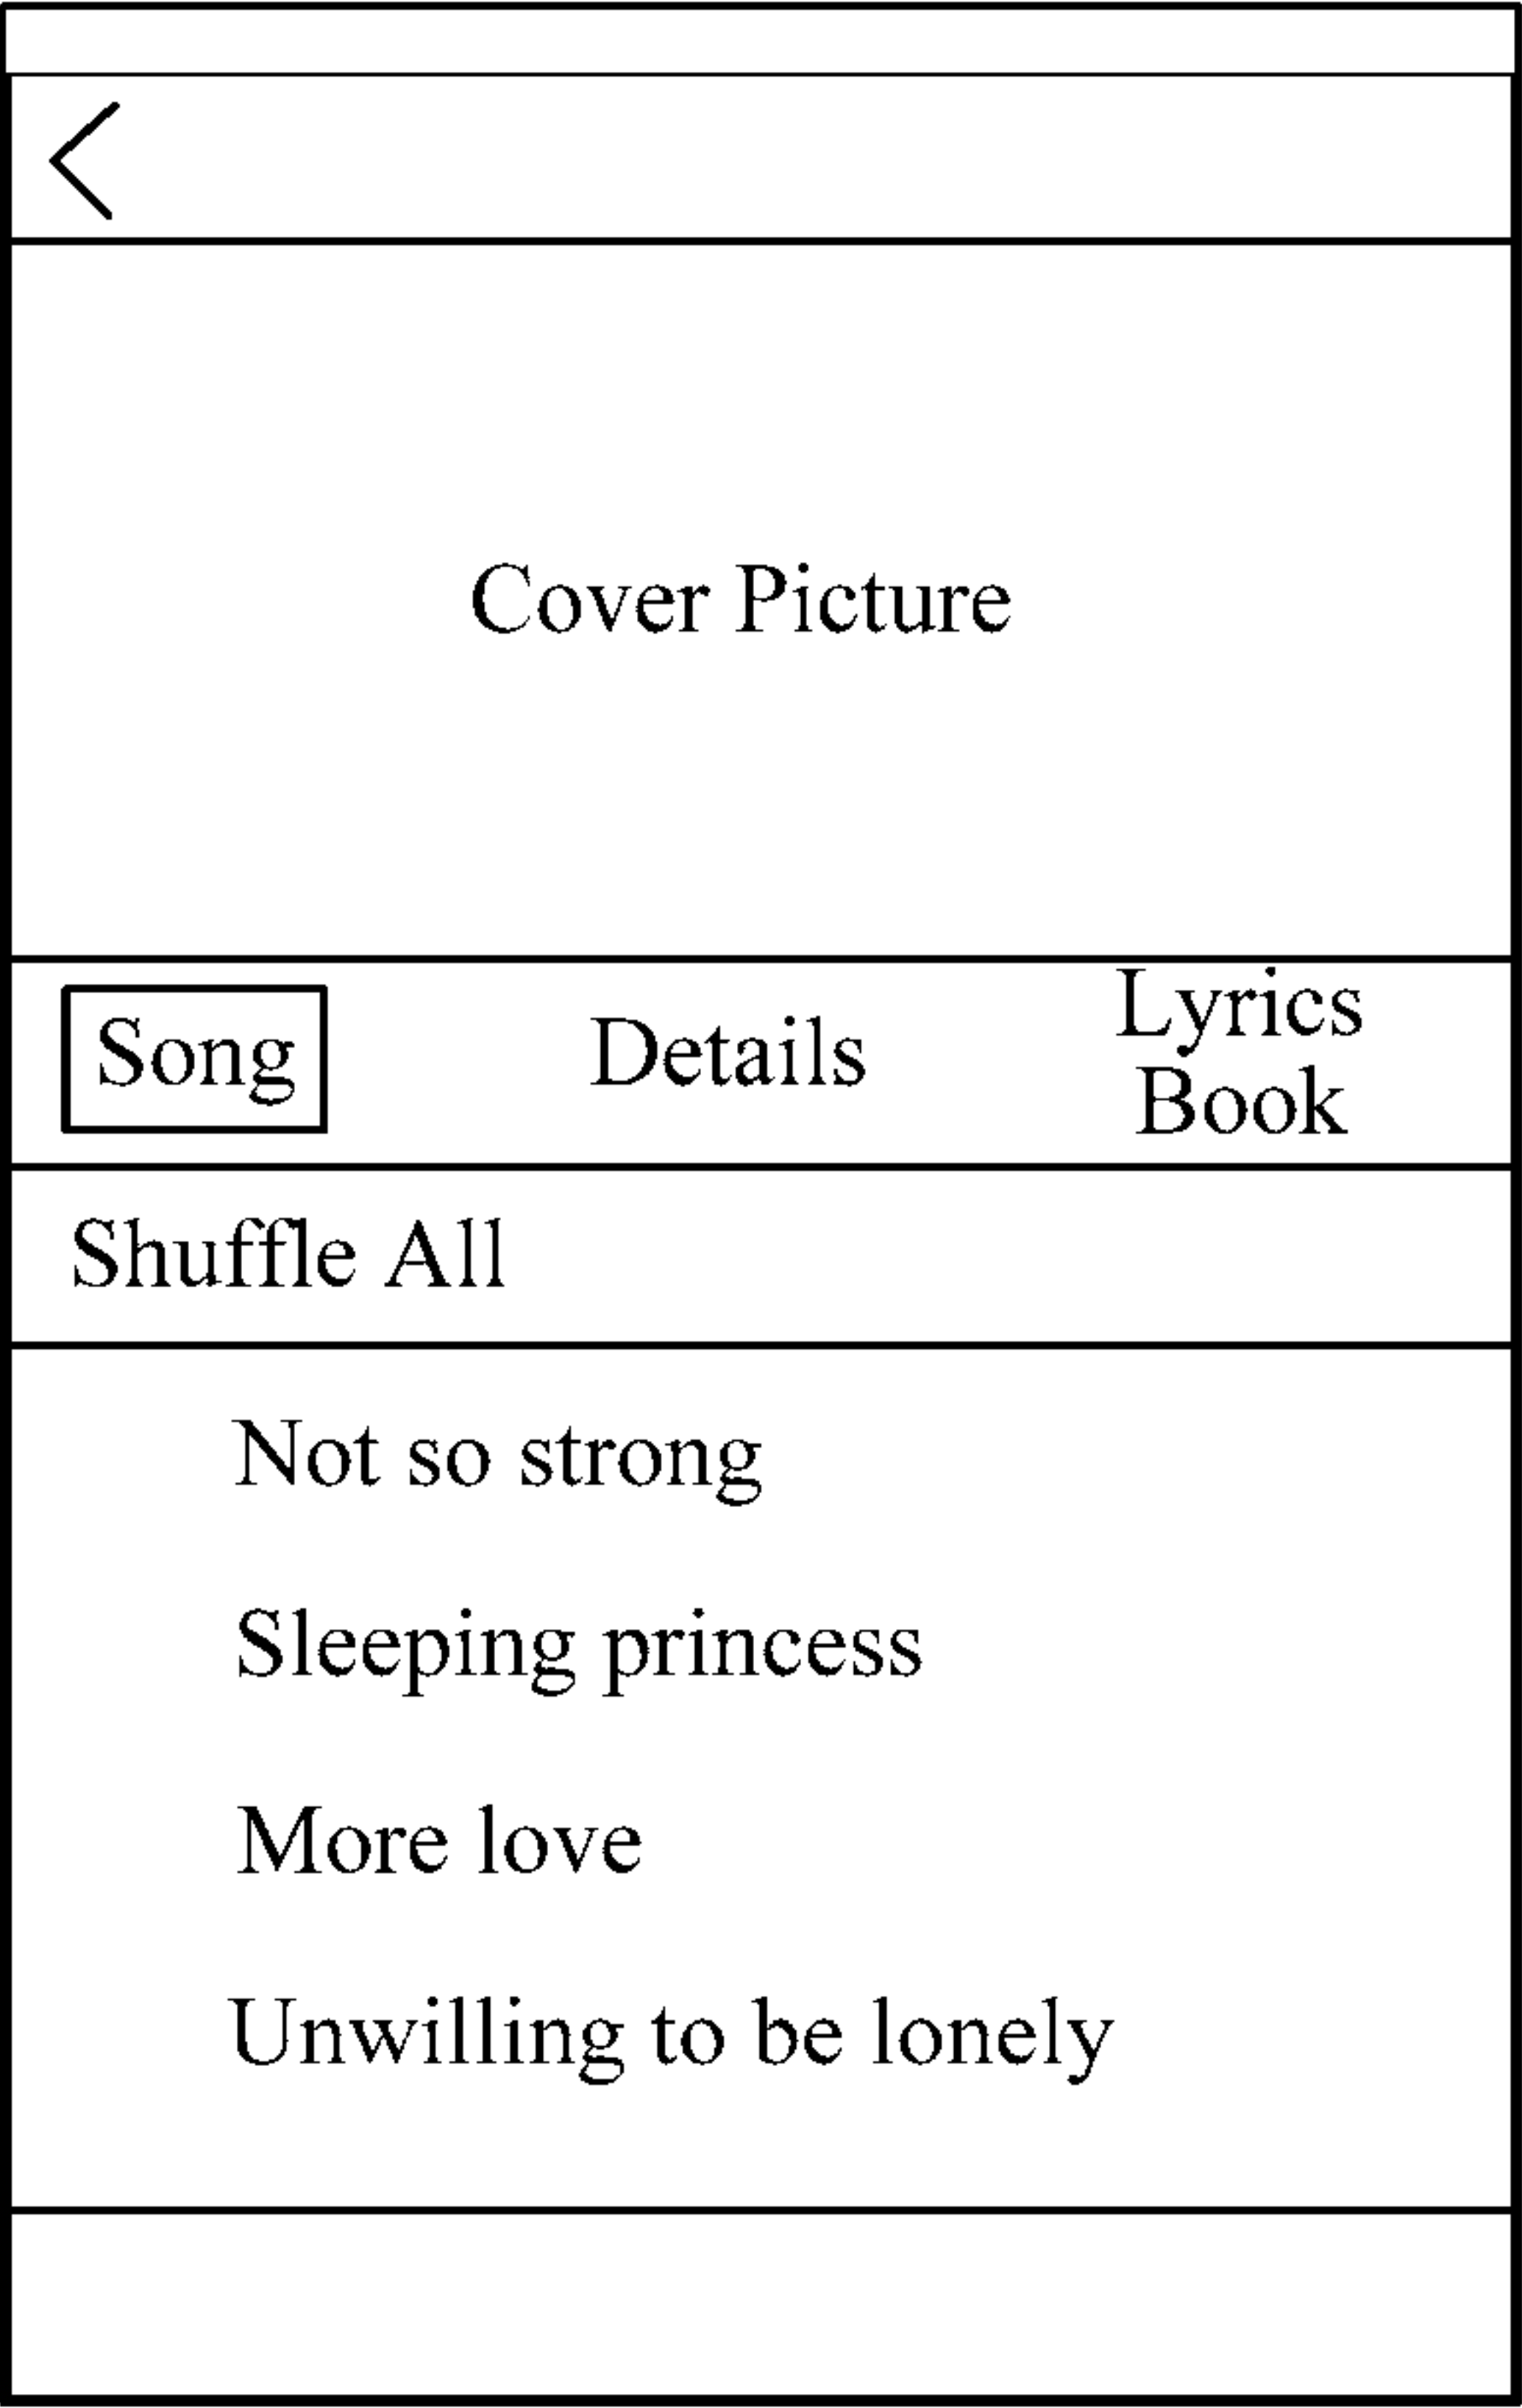 Cover Picture
Song
Details
Lyrics
Book
Shuffle All
Not so strong
Sleeping princess
More love
Unwilling to be lonely